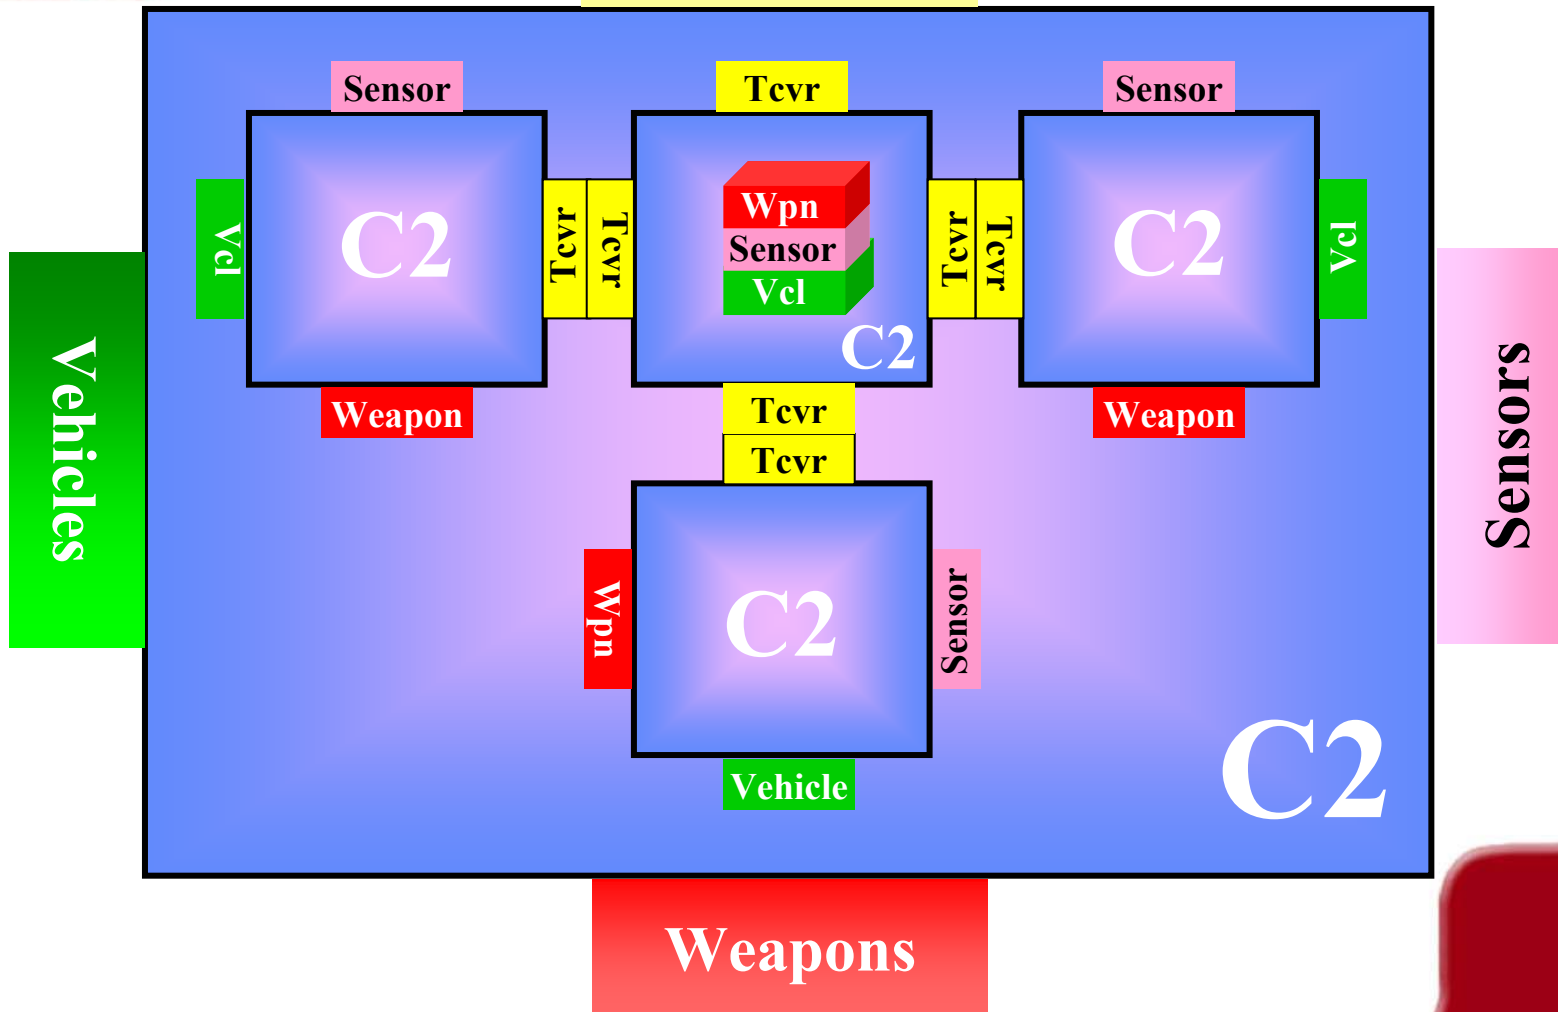 Sensor
Tcvr
Sensor
Vcl
C2
Tcvr
Tcvr
Wpn
Sensor
Vcl
C2
Tcvr
Tcvr
C2
Vcl
Weapon
Tcvr
Weapon
Tcvr
Vehicles
Sensors
Wpn
C2
Sensor
Vehicle
C2
Weapons